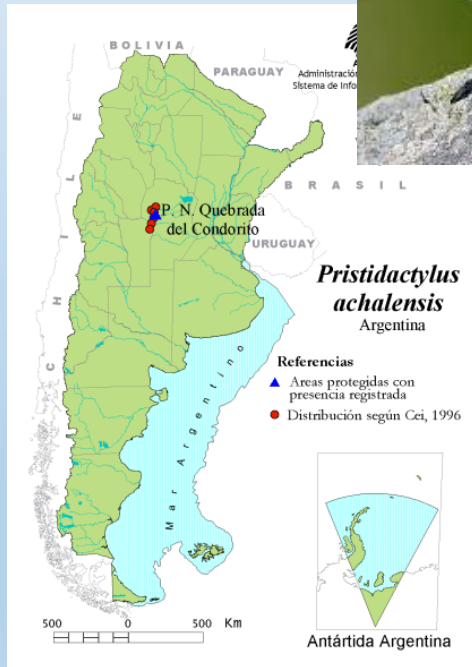 BOLIVIA
PARAGUAY
Administración
Sistema de Info
CHILE
BRASIL
P. N. Quebrada
del Condorito
URUGUAY
Pristidactylus
achalensis
Argentina
Referencias
Areas protegidas con
presencia registrada
Distribución según Cei, 1996
Mar Argentino
500 0 500 Km
Antártida Argentina